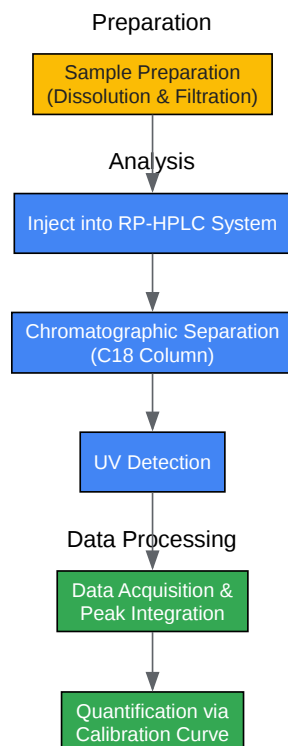 Preparation
Sample Preparation
(Dissolution & Filtration)
Analysis
Inject into RP-HPLC System
Chromatographic Separation
(C18 Column)
UV Detection
Data Processing
Data Acquisition &
Peak Integration
Quantification via
Calibration Curve